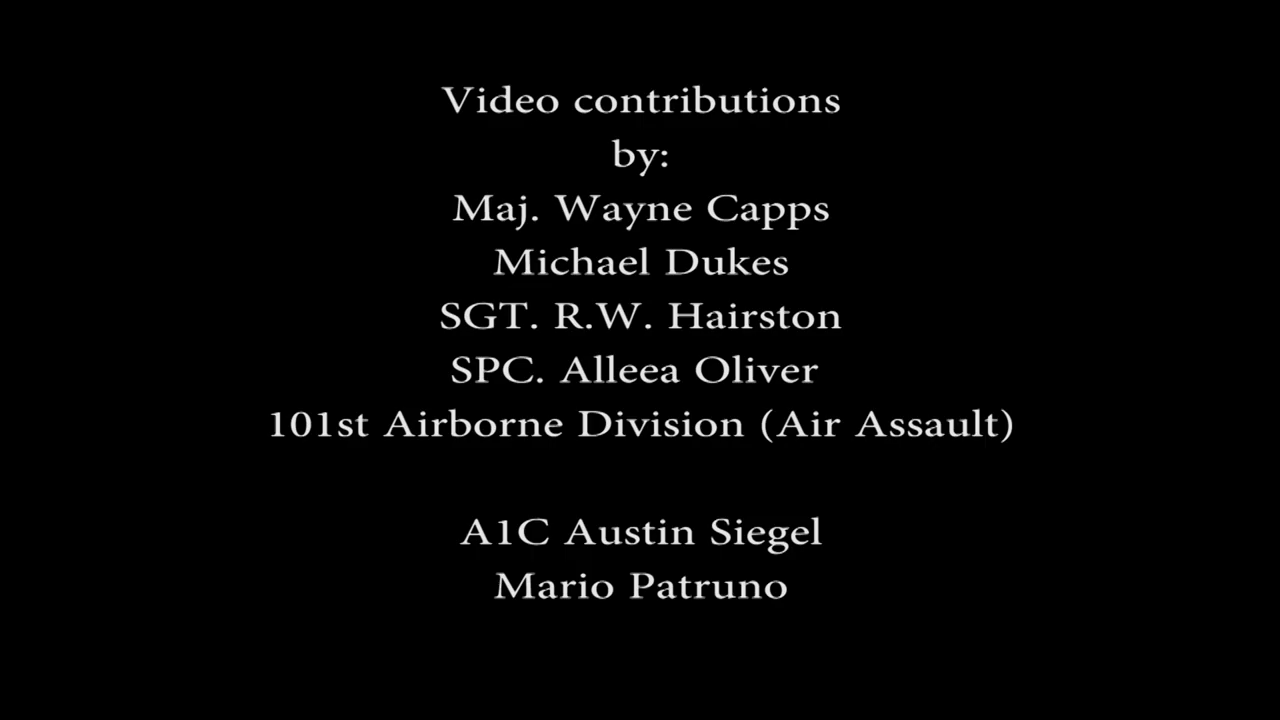 Video contributions
by:
Maj. Wayne Capps
Michael Dukes
SGT. R.W. Hairston
SPC. Alleea Oliver
101st Airborne Division (Air Assault)
A1C Austin Siegel
Mario Patruno